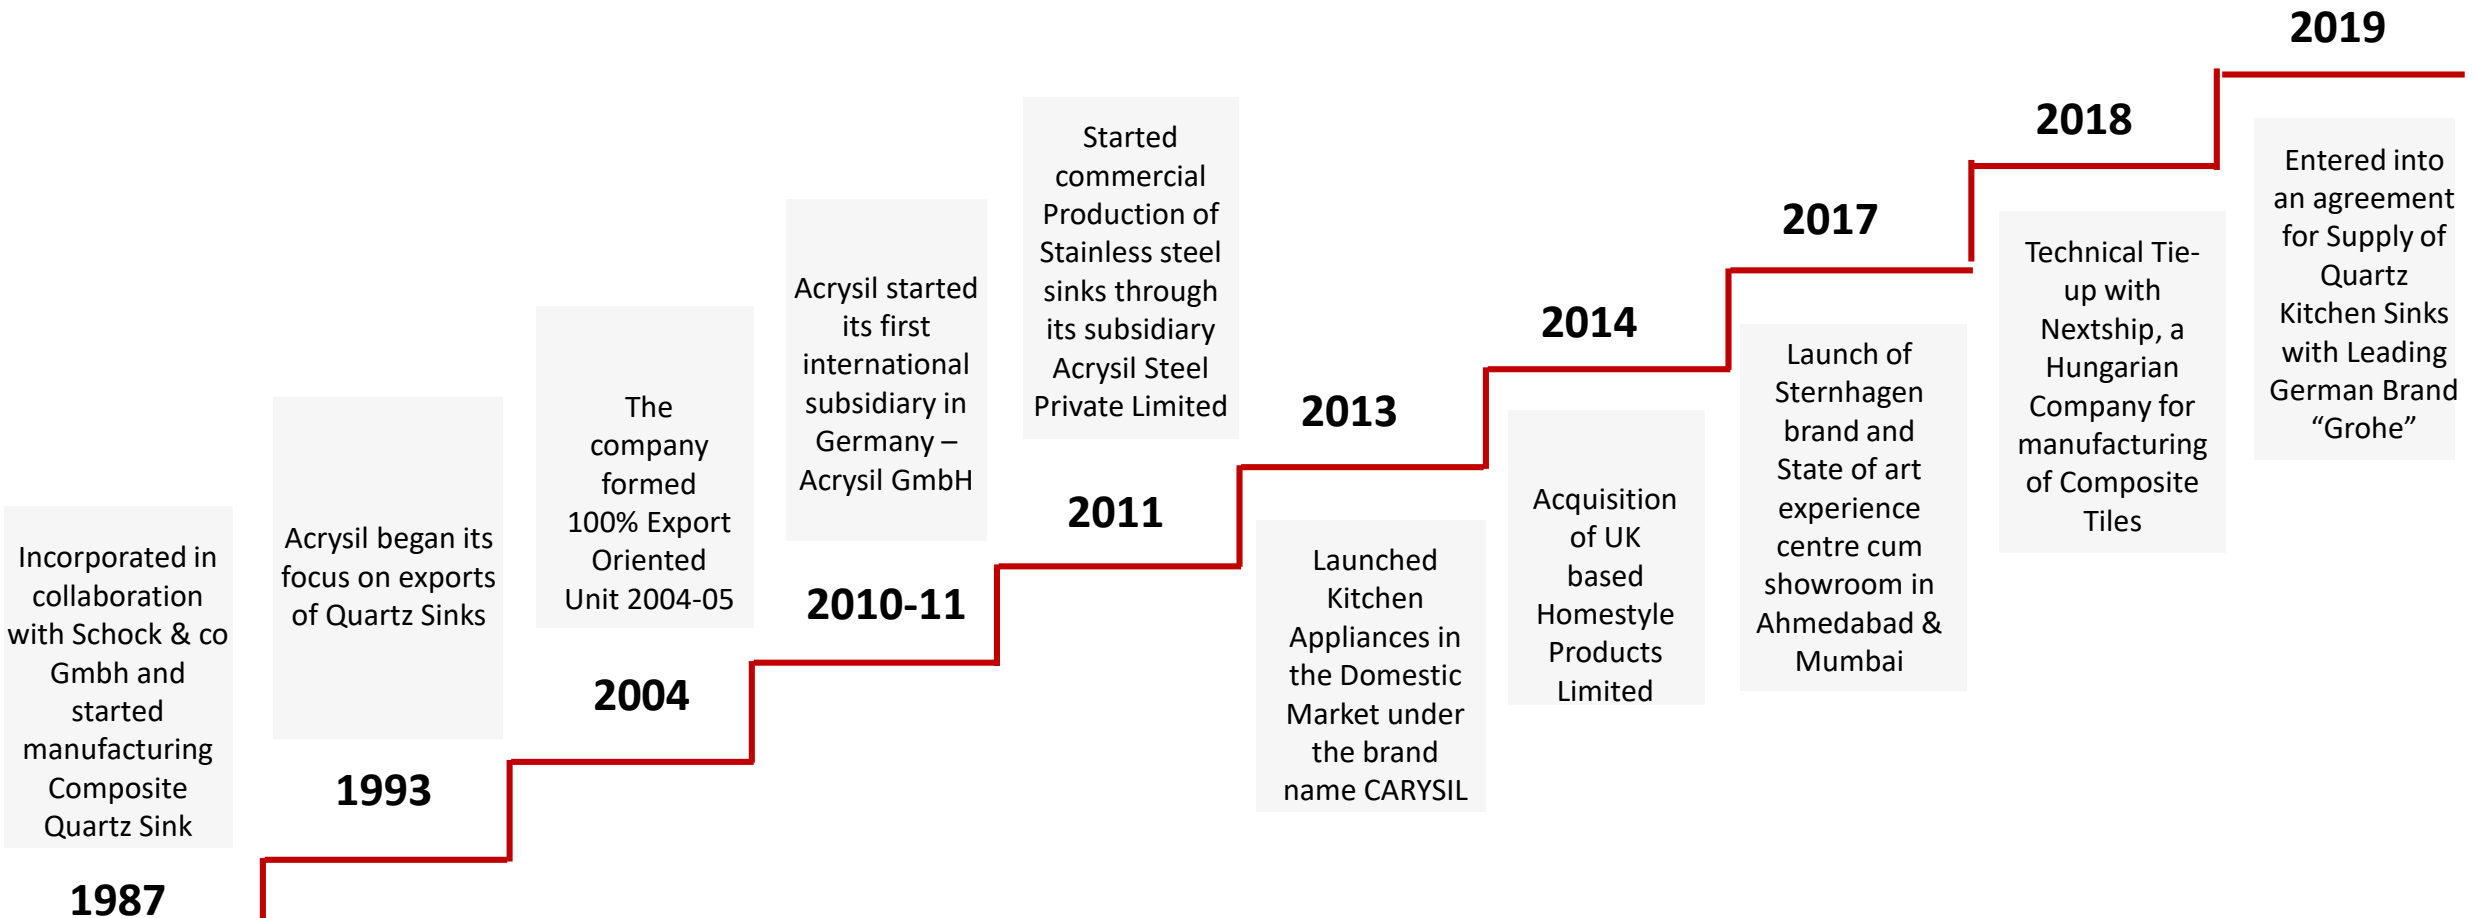 Incorporated in
collaboration
with Schock & co
Gmbh and
started
manufacturing
Composite
Quartz Sink
1987
Acrysil began its
focus on exports
of Quartz Sinks
1993
The
company
formed
100% Export
Oriented
Unit 2004-05
2004
Acrysil started
its first
international
subsidiary in
Germany –
Acrysil GmbH
2010-11
Started
commercial
Production of
Stainless steel
sinks through
its subsidiary
Acrysil Steel
Private Limited
2011
2013
Launched
Kitchen
Appliances in
the Domestic
Market under
the brand
name CARYSIL
2014
Acquisition
of UK
based
Homestyle
Products
Limited
2017
Launch of
Sternhagen
brand and
State of art
experience
centre cum
showroom in
Ahmedabad &
Mumbai
2018
Technical Tie-
up with
Nextship, a
Hungarian
Company for
manufacturing
of Composite
Tiles
2019
Entered into
an agreement
for Supply of
Quartz
Kitchen Sinks
with Leading
German Brand
“Grohe”